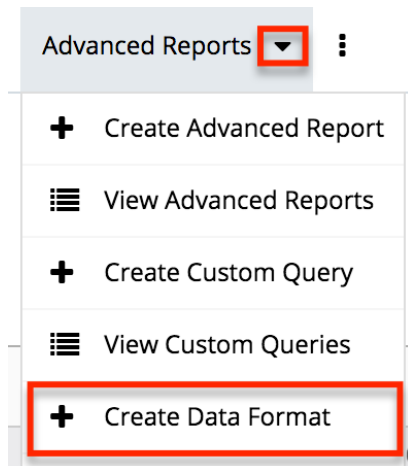 Advanced Reports
Create Advanced Report
View Advanced Reports
Create Custom Query
View Custom Queries
Create Data Format